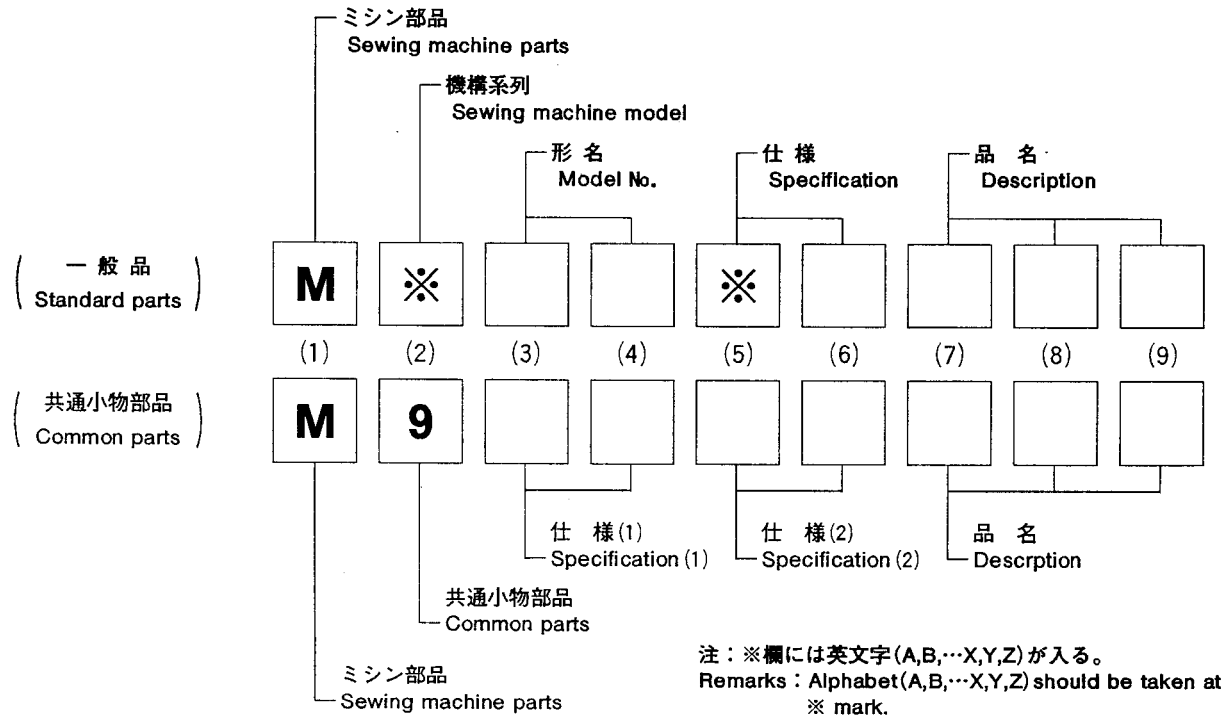 ミシン部品
Sewing machine parts
機構系列
Sewing machine model
形 名
Model No.
仕 様
Specification
品 名
Description
一 般 品
Standard parts
M ※ ※
(1) (2) (3) (4) (5) (6) (7) (8) (9)
共通小物部品
Common parts
M 9
仕 様(1)
Specification(1)
仕 様(2)
Specification(2)
品 名
Descrption
共通小物部品
Common parts
ミシン部品
Sewing machine parts
注：※欄には英文字(A,B,…X,Y,Z)が入る。
Remarks：Alphabet(A,B,…X,Y,Z)should be taken at
※ mark.